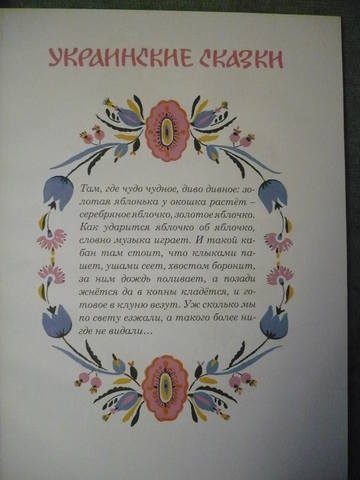 УКРАИНСКИЕ СКАЗКИ
Там, где чудо чудное, диво дивное: зо-
лотая яблонька у окошка растёт –
серебряное яблочко, золотое яблочко.
Как ударится яблочко об яблочко,
словно музыка играет. И такой ка-
бан там стоит, что клыками па-
шет, ушами сеет, хвостом боронит,
за ним дождь поливает, а позади
жнётся да в копны кладётся, и го-
товое в клуню везут. Уж сколько мы
по свету езжали, а такого более ни-
где не видали...